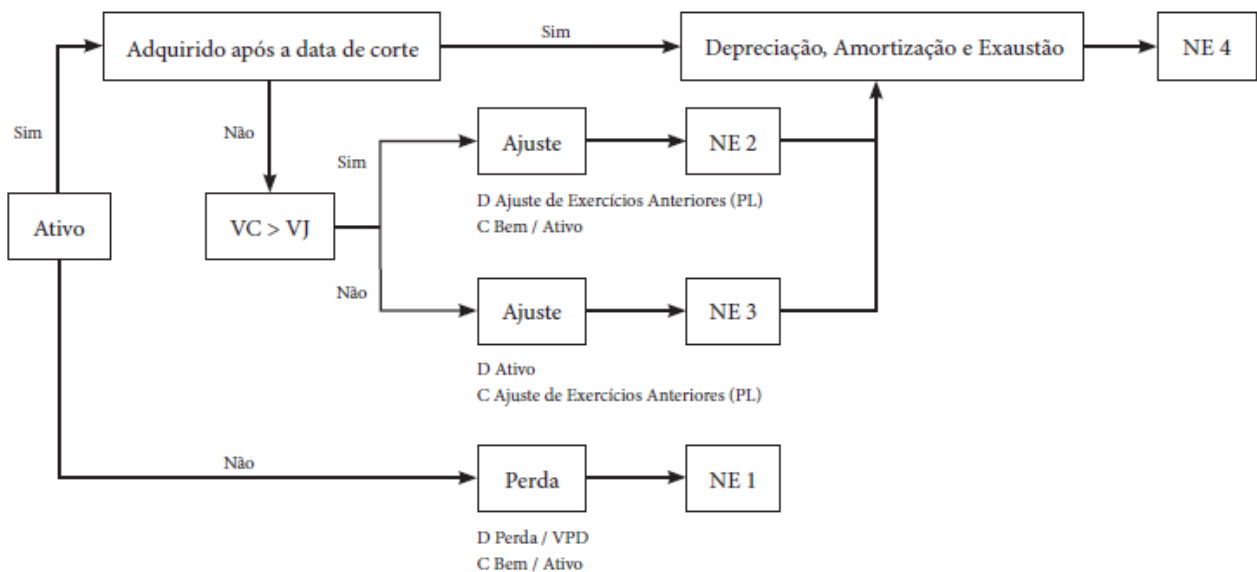 Adquirido após a data de corte
Sim
Depreciação, Amortização e Exaustão
NE 4
Sim
Não
Sim
Ajuste
NE 2
D Ajuste de Exercícios Anteriores (PL)
C Bem / Ativo
Ativo
VC > VJ
Não
Ajuste
NE 3
D Ativo
C Ajuste de Exercícios Anteriores (PL)
Não
Perda
NE 1
D Perda / VPD
C Bem / Ativo